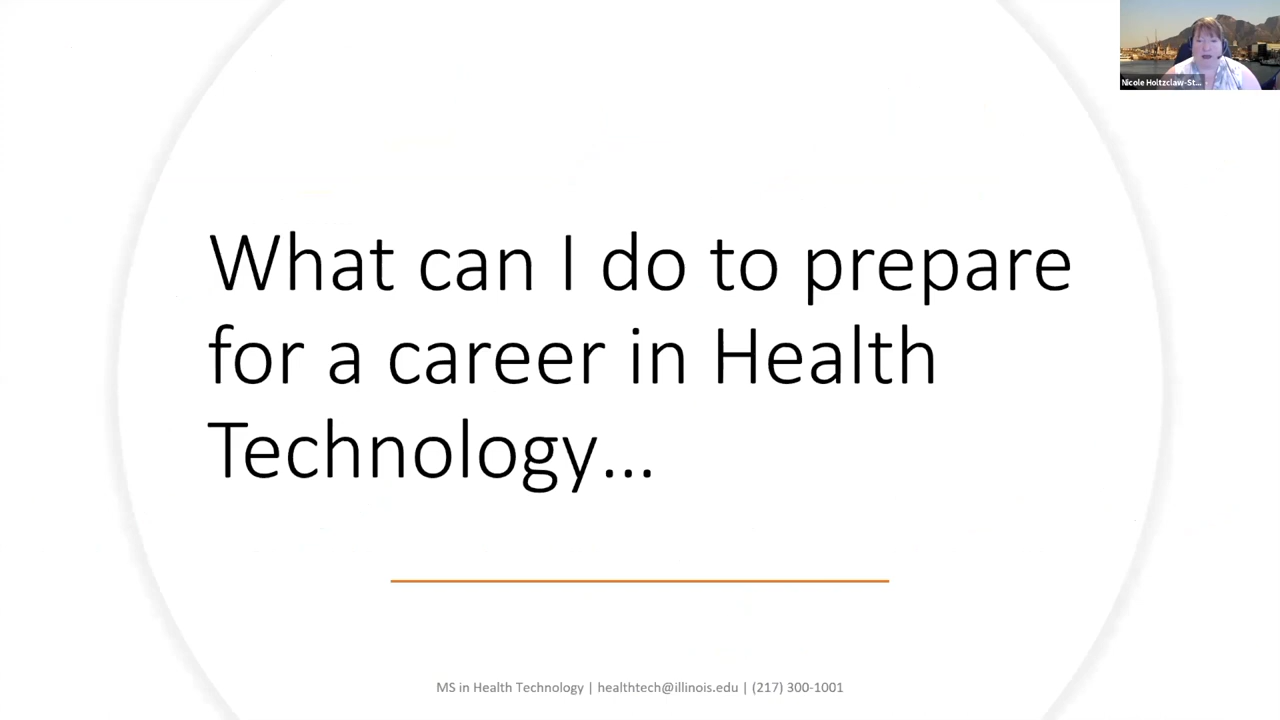 Nicole Holtzclaw-St...
What can I do to prepare
for a career in Health
Technology...
MS in Health Technology | healthtech@illinois.edu | (217) 300-1001